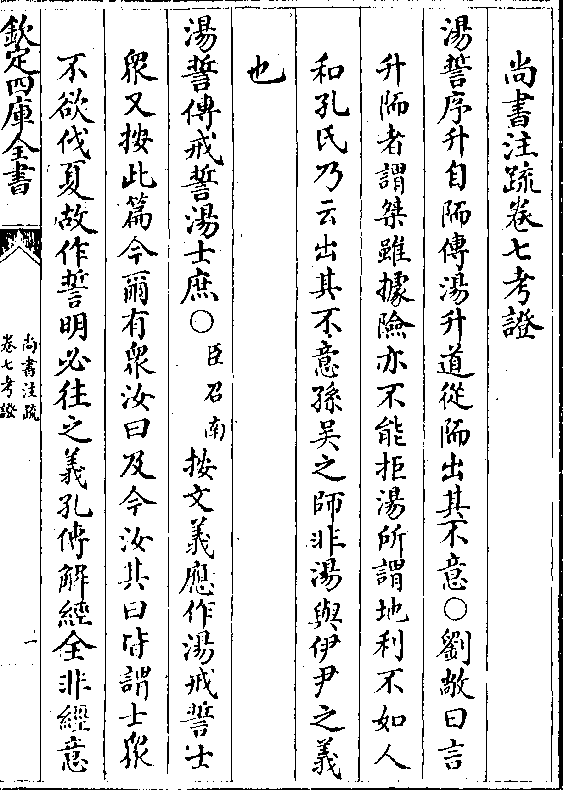 尚書注疏卷七考證
湯誓序升自陑傳湯升道從陑出其不意○劉敞曰言
升陑者謂桀雖據險亦不能拒湯所謂地利不如人
和孔氏乃云出其不意孫吳之師非湯與伊尹之義
也
湯誓傳戒誓湯士庶○臣召南按文義應作湯戒誓士
衆又按此篇今爾有衆汝曰及今汝其曰皆謂士衆
不欲伐夏故作誓明必往之義孔傳解經全非經意
欽定四庫全書
尚書注疏
卷七考證
一